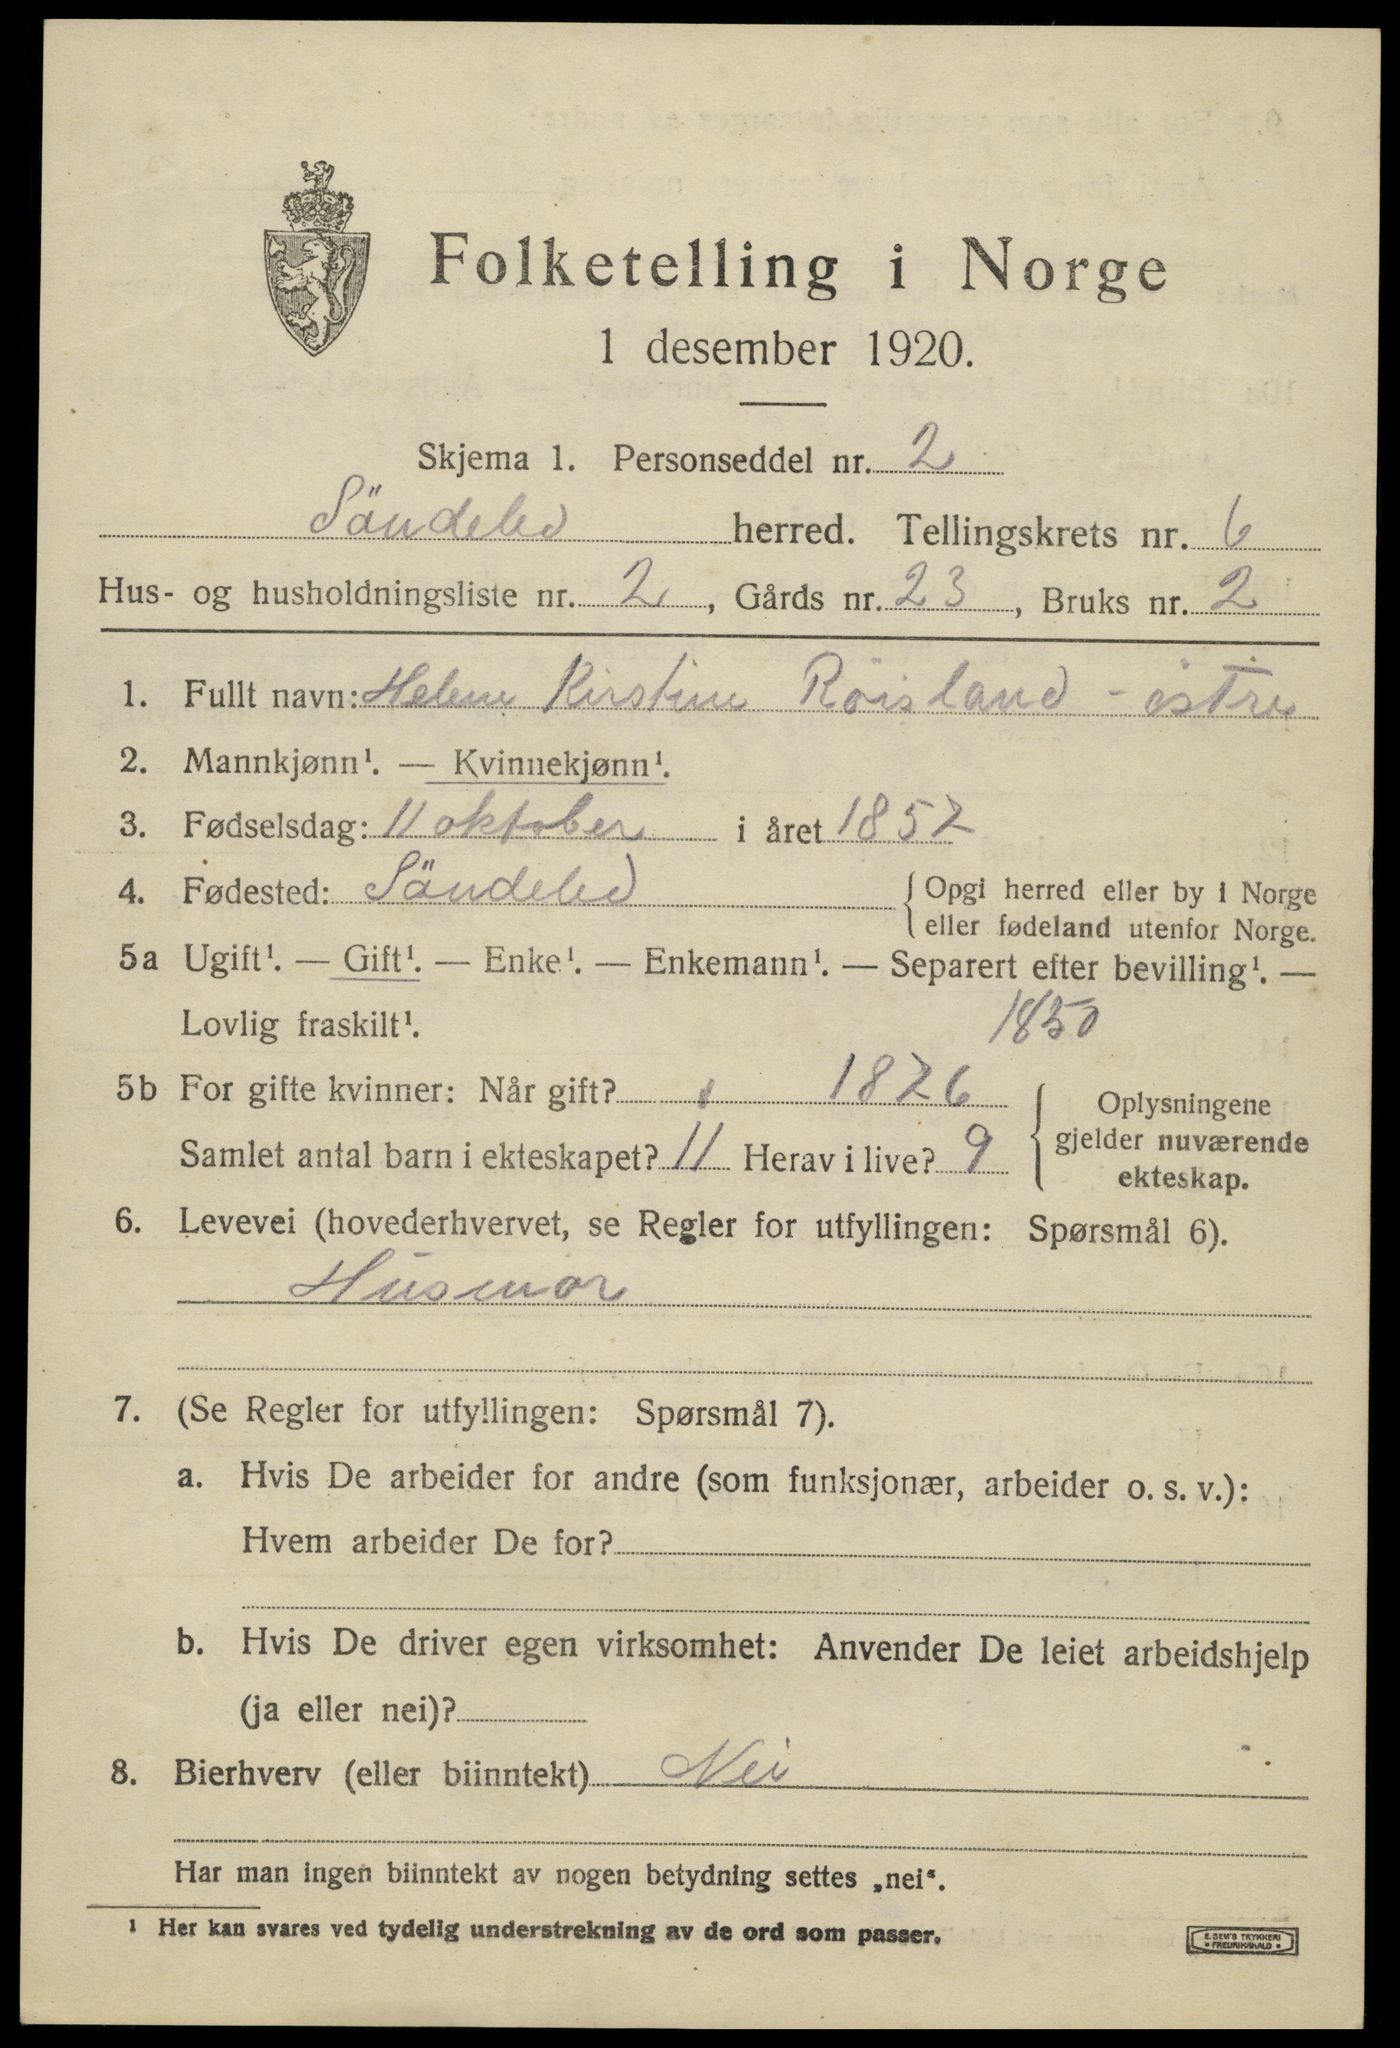 Folketelling i Norge
1 desember 1920.
Skjema 1. Personseddel nr. 2
Söndeled herred. Tellingskrets nr. 6
Hus- og husholdningsliste nr. 2, Gårds nr. 23, Bruks nr. 2
1. Fullt navn: Helene Kirstine Röisland - östre
2. Mannkjønn¹. — Kvinnekjønn¹.
3. Fødselsdag: 11 oktober i året 1857
4. Fødested: Söndeled { Opgi herred eller by i Norge
eller fødeland utenfor Norge.
5a Ugift¹. — Gift¹. — Enke¹. — Enkemann¹. — Separert efter bevilling¹. —
Lovlig fraskilt¹. 1850
5b For gifte kvinner: Når gift? 1876
Samlet antal barn i ekteskapet? 11 Herav i live? 9
{ Oplysningene
gjelder nuværende
ekteskap.
6. Levevei (hovederhvervet, se Regler for utfyllingen: Spørsmål 6).
Husmor
7. (Se Regler for utfyllingen: Spørsmål 7).
a. Hvis De arbeider for andre (som funksjonær, arbeider o. s. v.):
Hvem arbeider De for?
b. Hvis De driver egen virksomhet: Anvender De leiet arbeidshjelp
(ja eller nei)?
8. Bierhverv (eller biinntekt) Nei
Har man ingen biinntekt av nogen betydning settes „nei“.
¹ Her kan svares ved tydelig understrekning av de ord som passer.
E. SEM'S TRYKKERI
• FREDRIKSHALD •